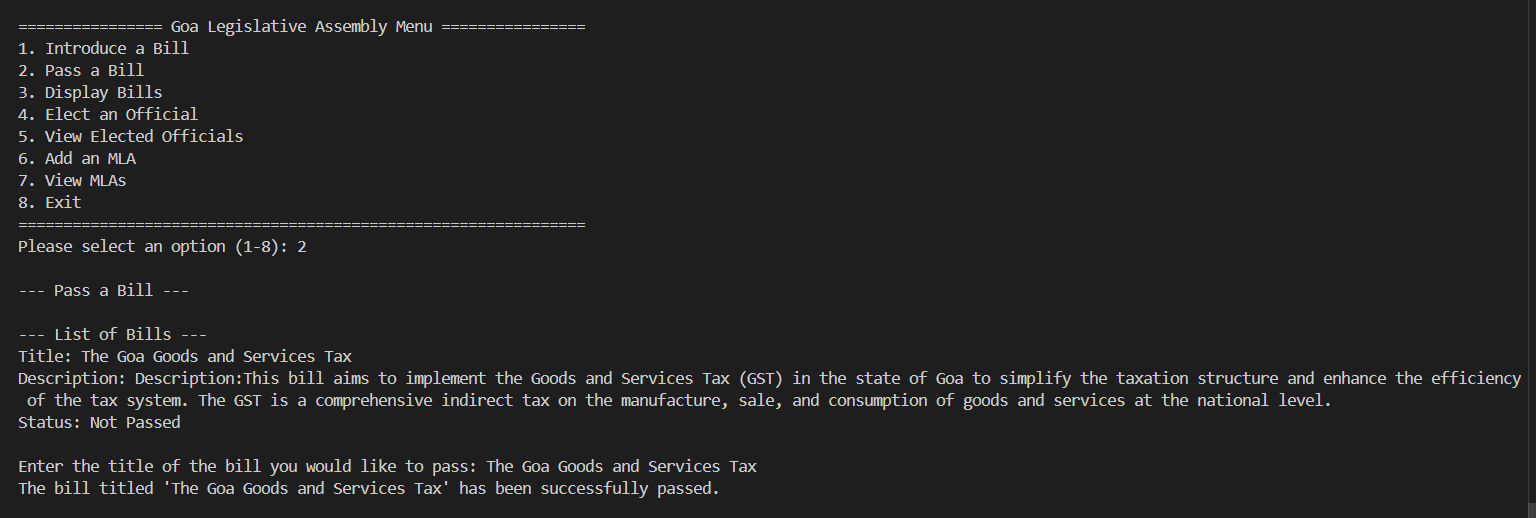 ================ Goa Legislative Assembly Menu ================
1. Introduce a Bill
2. Pass a Bill
3. Display Bills
4. Elect an Official
5. View Elected Officials
6. Add an MLA
7. View MLAs
8. Exit
===============================================================
Please select an option (1-8): 2

--- Pass a Bill ---

--- List of Bills ---
Title: The Goa Goods and Services Tax
Description: Description:This bill aims to implement the Goods and Services Tax (GST) in the state of Goa to simplify the taxation structure and enhance the efficiency
 of the tax system. The GST is a comprehensive indirect tax on the manufacture, sale, and consumption of goods and services at the national level.
Status: Not Passed

Enter the title of the bill you would like to pass: The Goa Goods and Services Tax
The bill titled 'The Goa Goods and Services Tax' has been successfully passed.